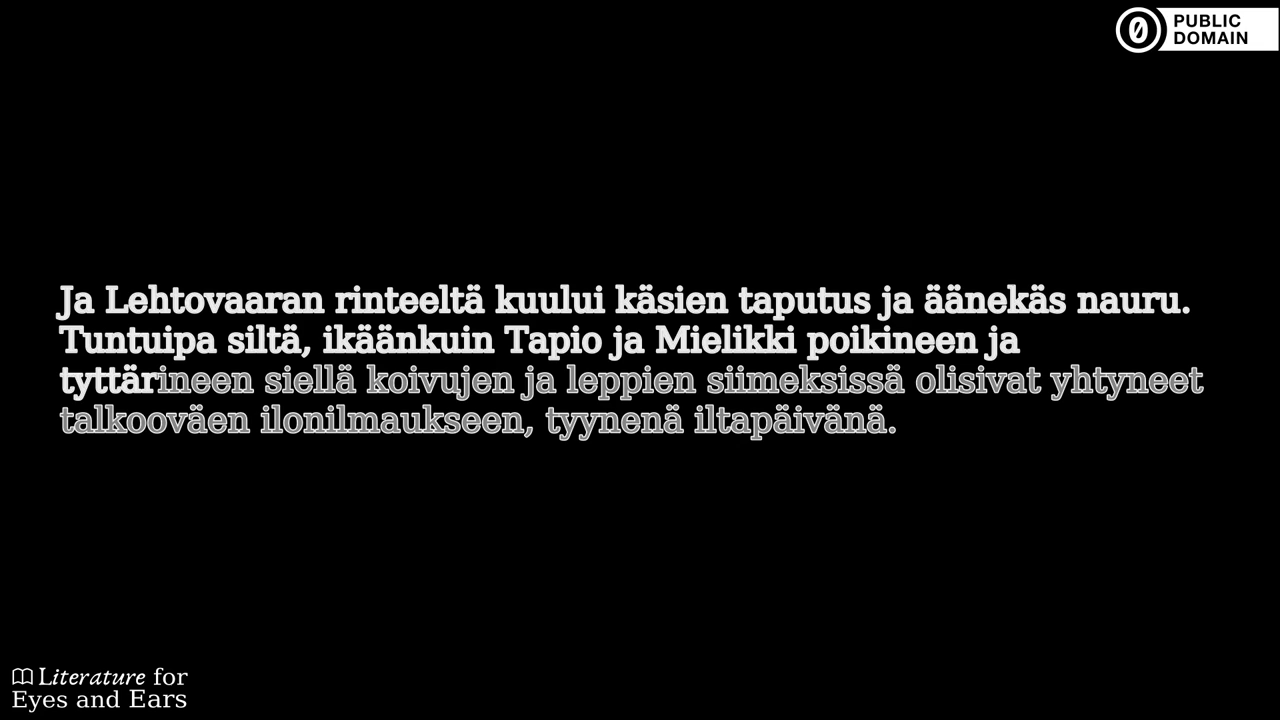 PUBLIC
DOMAIN
Ja Lehtovaaran rinteeltä kuului käsien taputus ja äänekäs nauru.
Tuntuipa siltä, ikäänkuin Tapio ja Mielikki poikineen ja
tyttärineen siellä koivujen ja leppien siimeksissä olisivat yhtyneet
talkooväen ilonilmaukseen, tyynenä iltapäivänä.
Literature for
Eyes and Ears